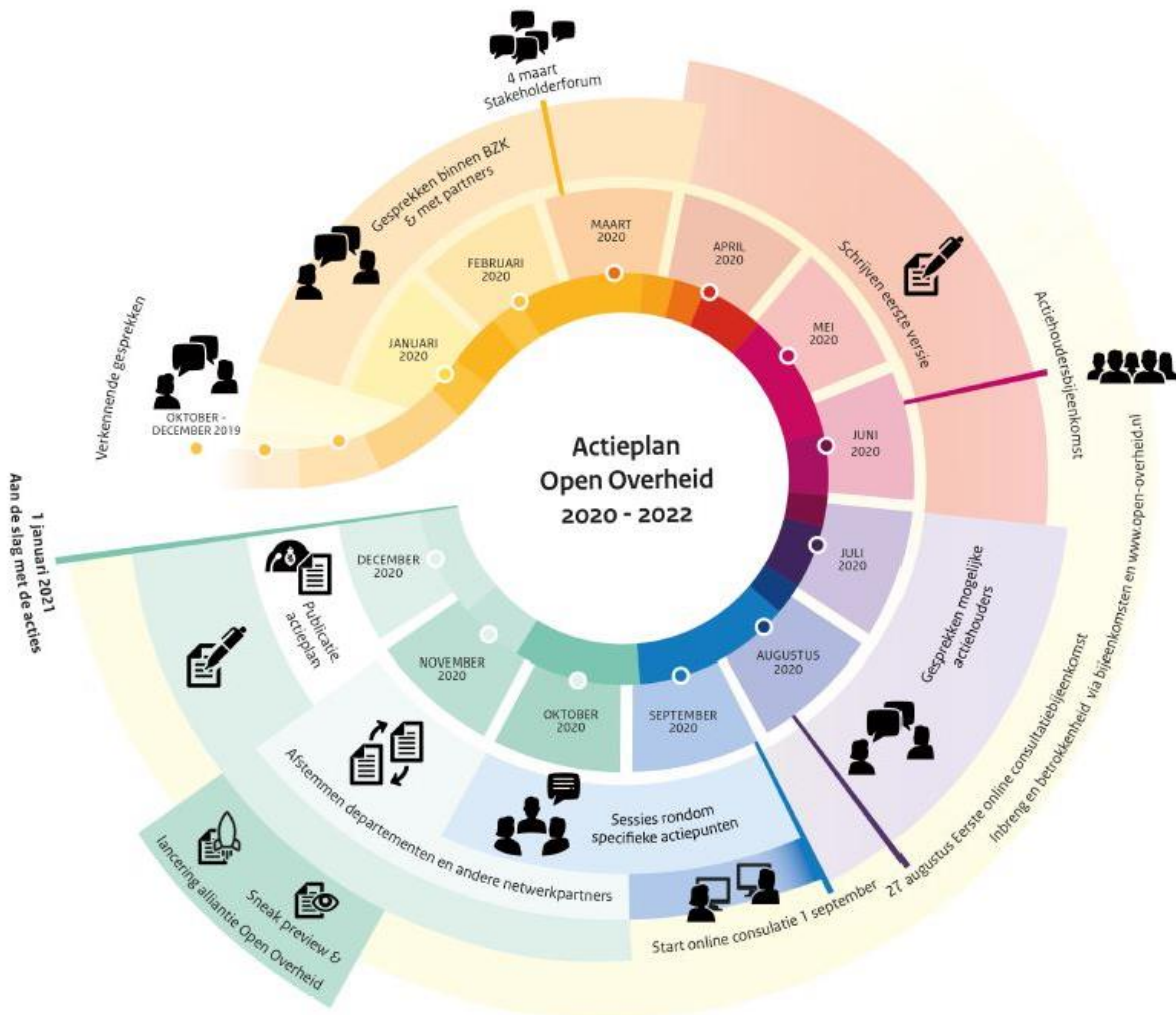 Actieplan
Open Overheid
2020 - 2022
Verkennende gesprekken
OKTOBER -
DECEMBER 2019
Gesprekken binnen BZK
& met partners
JANUARI
2020
FEBRUARI
2020
4 maart
Stakeholderforum
MAART
2020
APRIL
2020
Schrijven eerste versie
MEI
2020
Actiehoudersbijeenkomst
JUNI
2020
JULI
2020
Gesprekken mogelijke
actiehouders
AUGUSTUS
2020
27 augustus Eerste online consultatiebijeenkomst
Inbreng en betrokkenheid via bijeenkomsten en www.open-overheid.nl
SEPTEMBER
2020
Start online consulatie 1 september
Sessies rondom
specifieke actiepunten
OKTOBER
2020
Afstemmen departementen en andere netwerkpartners
NOVEMBER
2020
Sneak preview &
lancering alliantie Open Overheid
DECEMBER
2020
Publicatie
actieplan
1 januari 2021
Aan de slag met de acties